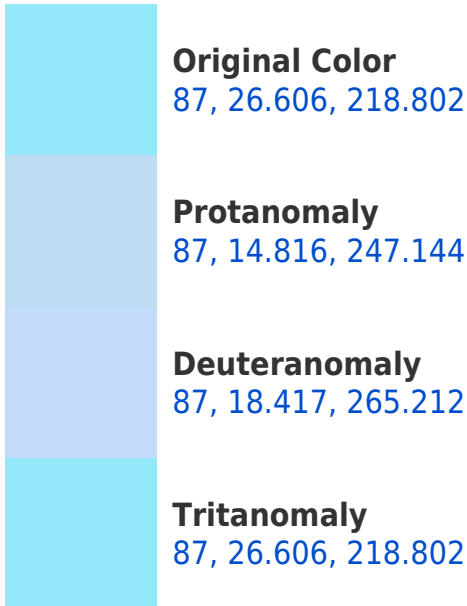 Original Color
87, 26.606, 218.802
Protanomaly
87, 14.816, 247.144
Deuteranomaly
87, 18.417, 265.212
Tritanomaly
87, 26.606, 218.802